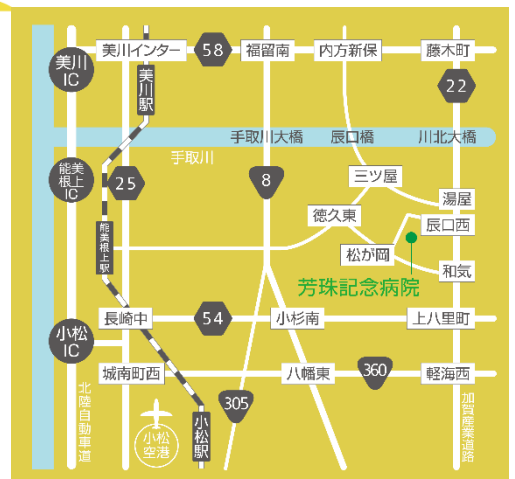 美川インター
58
福留南
内方新保
藤木町
美川
IC
美川駅
22
手取川大橋
辰口橋
川北大橋
手取川
能美
根上
IC
25
8
三ツ屋
湯屋
徳久東
辰口西
能美根上駅
松が岡
和気
芳珠記念病院
長崎中
54
小杉南
上八里町
小松
IC
城南町西
八幡東
360
軽海西
305
北陸自動車道
小松
空港
小松駅
加賀産業道路